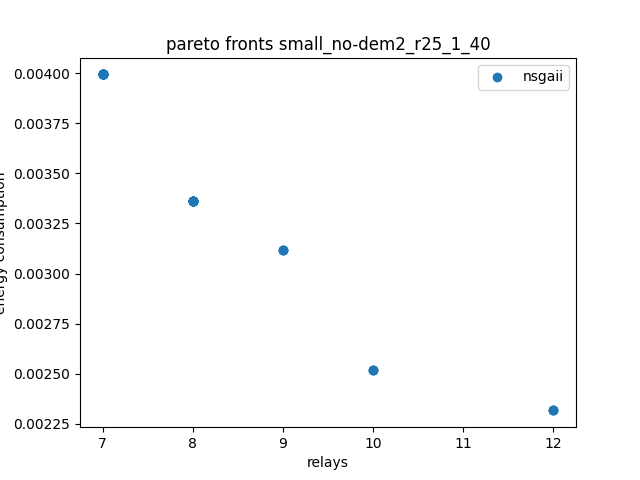 pareto fronts small_no-dem2_r25_1_40
nsgaii
0.00400
0.00375
0.00350
0.00325
0.00300
0.00275
0.00250
0.00225
energy consumption
7 8 9 10 11 12
relays